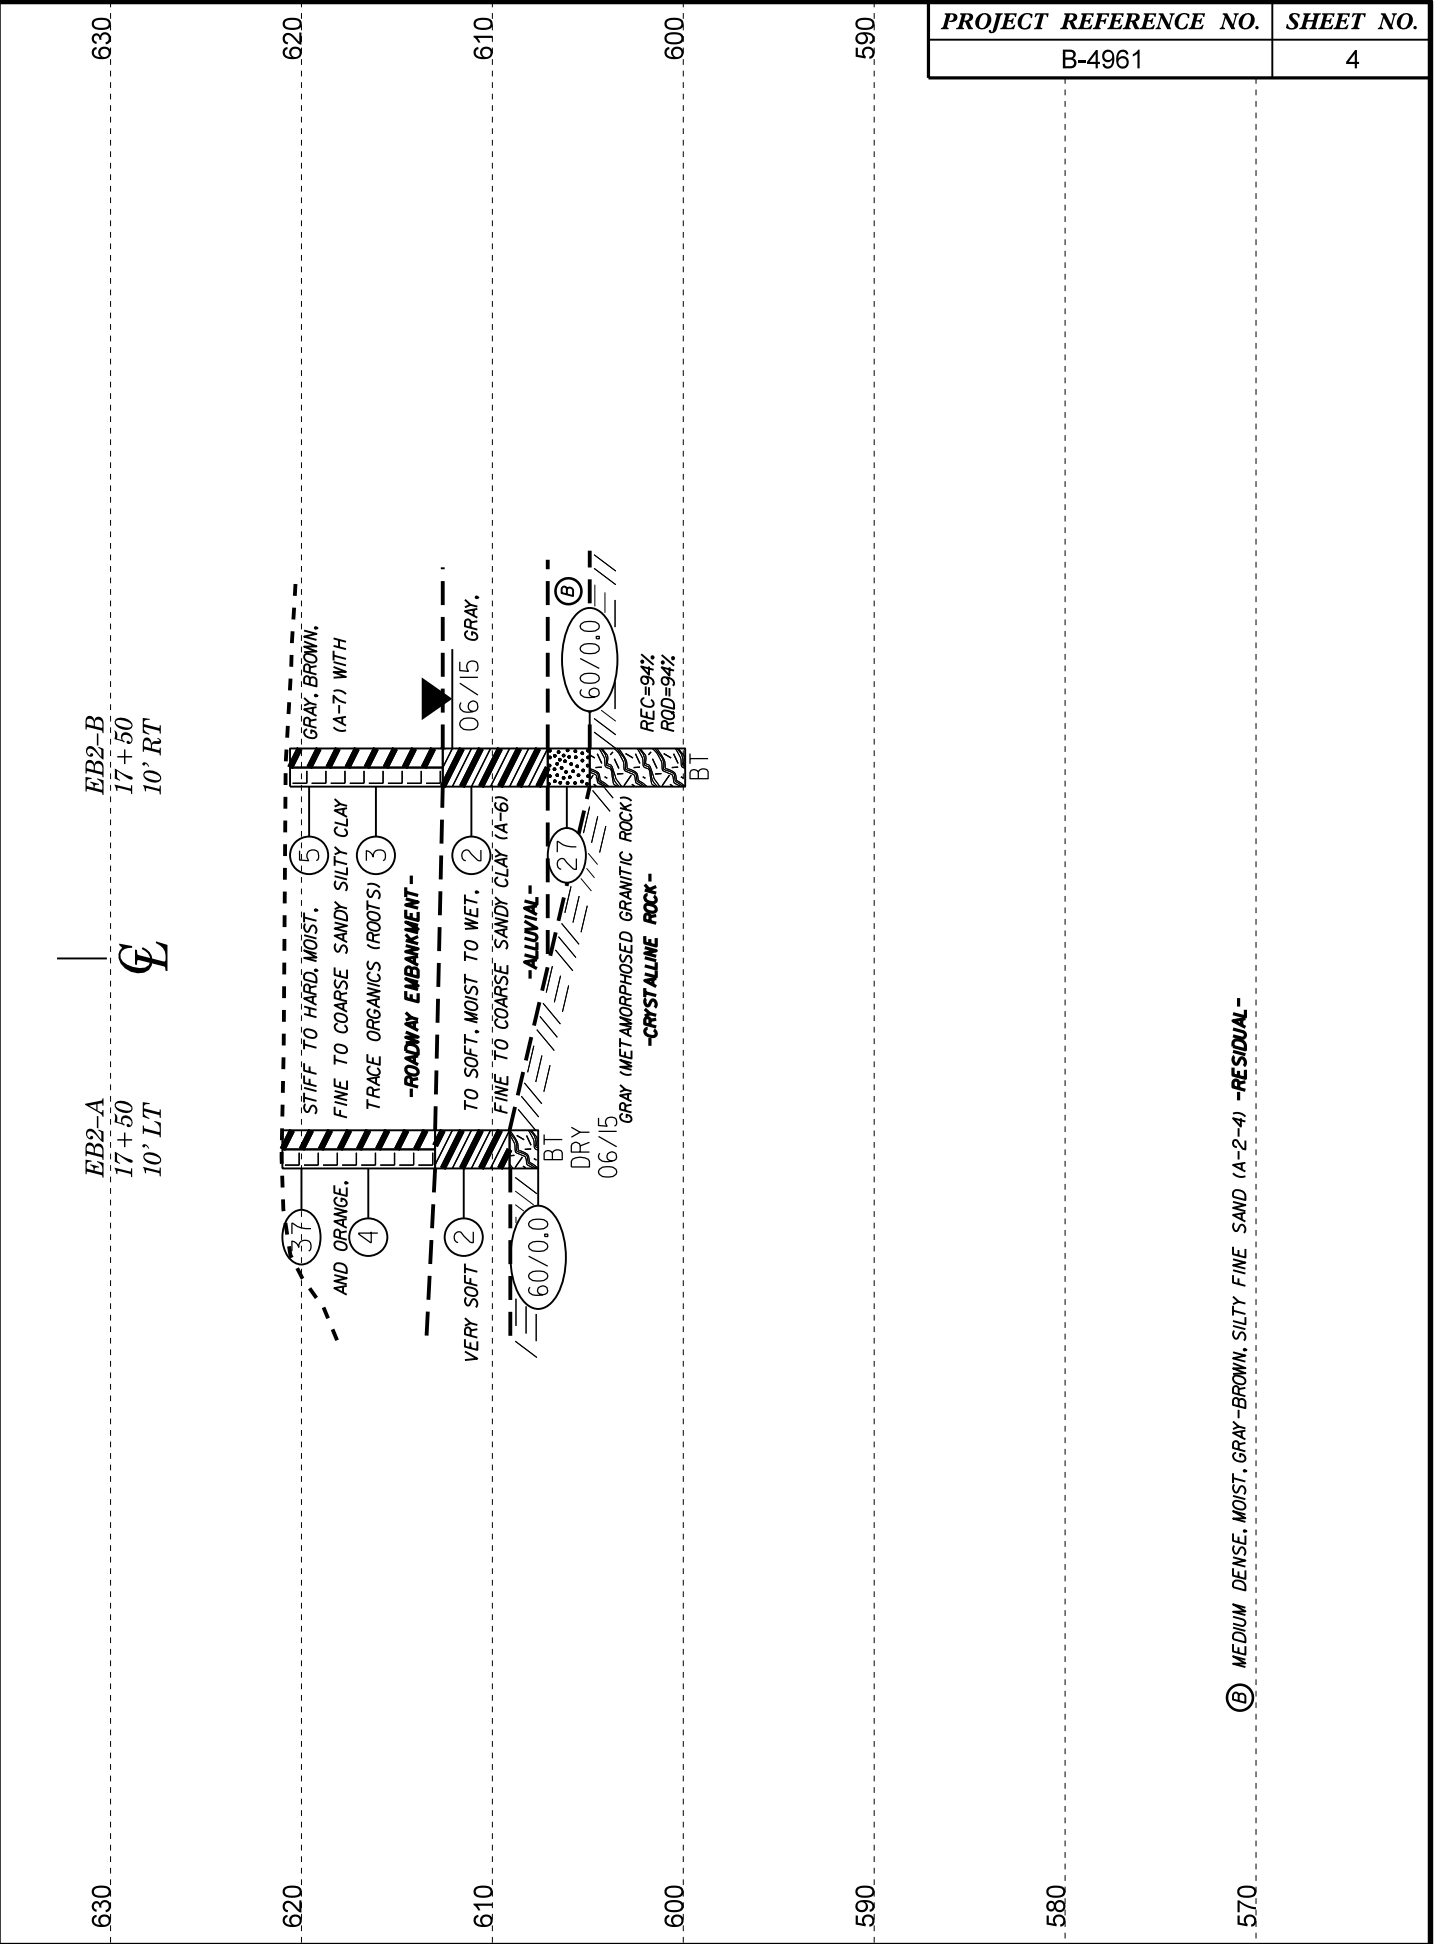 PROJECT REFERENCE NO. SHEET NO.
B-4961 4
630 630
620 620
610 610
600 600
590 590
580
570
EB2-A
17+50
10' LT
℄
EB2-B
17+50
10' RT
37
STIFF TO HARD, MOIST,
5
GRAY, BROWN,
AND ORANGE,
FINE TO COARSE SANDY SILTY CLAY
(A-7) WITH
4
TRACE ORGANICS (ROOTS)
3
-ROADWAY EMBANKMENT-
06/15
VERY SOFT
2
TO SOFT, MOIST TO WET,
2
GRAY,
FINE TO COARSE SANDY CLAY (A-6)
-ALLUVIAL-
60/0.0
27
B
60/0.0
BT
DRY
06/15
GRAY (METAMORPHOSED GRANITIC ROCK)
-CRYSTALLINE ROCK-
REC=94%
RQD=94%
BT
B MEDIUM DENSE, MOIST, GRAY-BROWN, SILTY FINE SAND (A-2-4) -RESIDUAL-